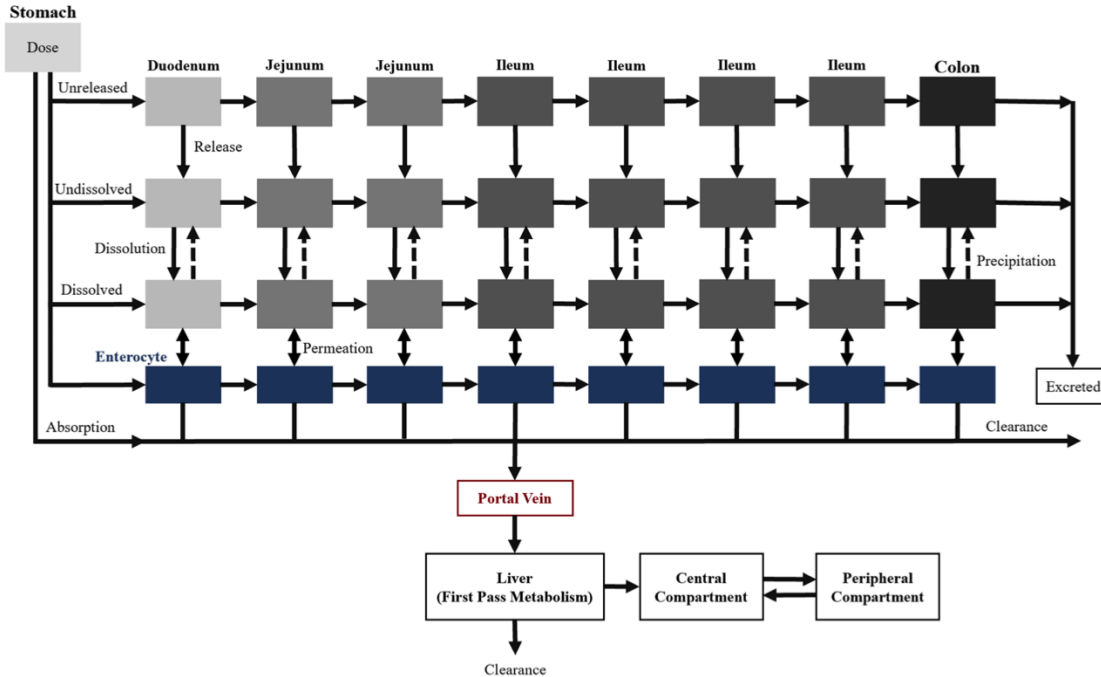 Stomach
Dose
Duodenum
Jejunum
Jejunum
Ileum
Ileum
Ileum
Ileum
Colon
Unreleased
Release
Undissolved
Dissolution
Precipitation
Dissolved
Permeation
Enterocyte
Excreted
Absorption
Clearance
Portal Vein
Liver
(First Pass Metabolism)
Central
Compartment
Peripheral
Compartment
Clearance